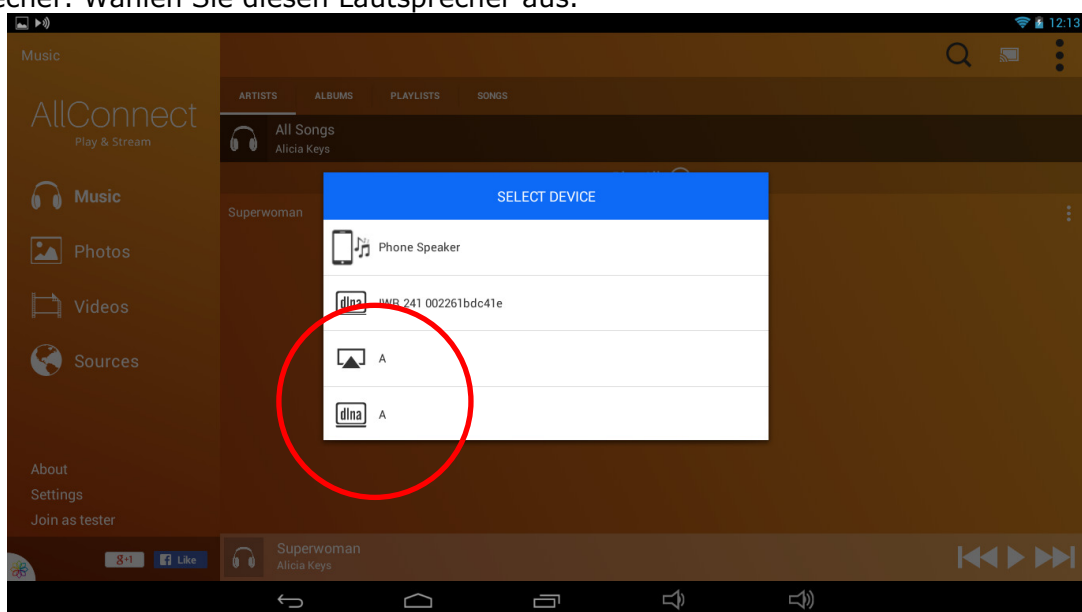 echer. Wählen Sie diesen Lautsprecher aus.
12:13
Music
ARTISTS ALBUMS PLAYLISTS SONGS
AllConnect
Play & Stream
All Songs
Alicia Keys
Music
Photos
Videos
Sources
Superwoman
SELECT DEVICE
Phone Speaker
dlna IWR 241 002261bdc41e
A
dlna A
About
Settings
Join as tester
g+1 Like
Superwoman
Alicia Keys